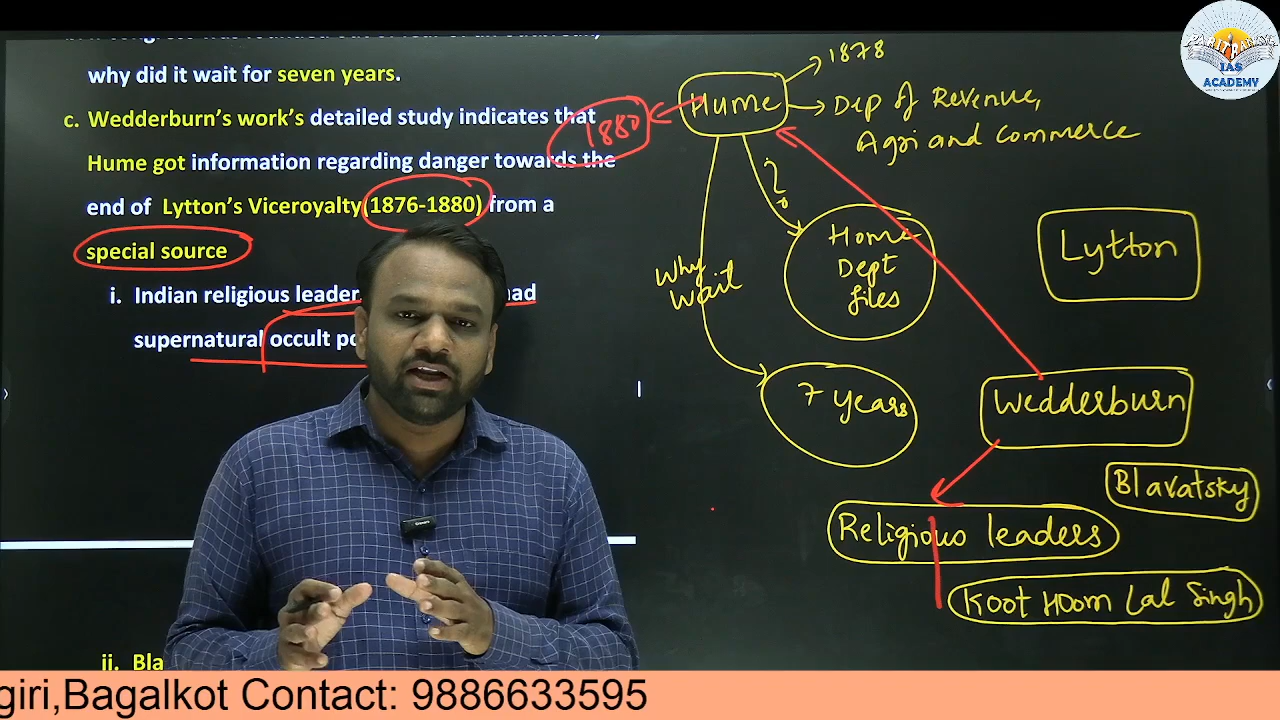 why did it wait for seven years.
c. Wedderburn's work's detailed study indicates that
Hume got information regarding danger towards the
end of Lytton's Viceroyalty(1876-1880) from a
special source
i. Indian religious leader
had
supernatural occult po
ii. Bla
1880
Hume
1878
Dep of Revenue,
Agri and Commerce
?
Home
Dept
files
Why
Wait
7 years
Lytton
Wedderburn
Blavatsky
Religious leaders
Koot Hoom Lal Singh
IAS
ACADEMY
giri,Bagalkot Contact: 9886633595